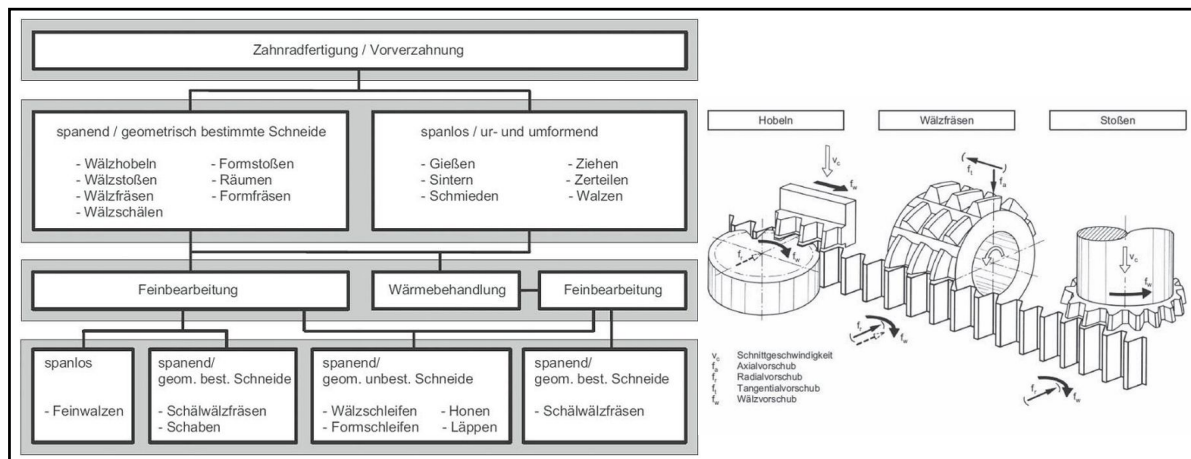 Zahnradfertigung / Vorverzahnung
spanend / geometrisch bestimmte Schneide
- Wälzhobeln
- Wälzstoßen
- Wälzfräsen
- Wälzschälen
- Formstoßen
- Räumen
- Formfräsen
spanlos / ur- und umformend
- Gießen
- Sintern
- Schmieden
- Ziehen
- Zerteilen
- Walzen
Feinbearbeitung
Wärmebehandlung
Feinbearbeitung
spanlos
- Feinwalzen
spanend/
geom. best. Schneide
- Schälwälzfräsen
- Schaben
spanend/
geom. unbest. Schneide
- Wälzschleifen
- Formschleifen
- Honen
- Läppen
spanend/
geom. best. Schneide
- Schälwälzfräsen
Hobeln
Wälzfräsen
Stoßen
vc
fw
fr
fw
ft
fa
vc
fw
fr
fw
fr
fw
vc Schnittgeschwindigkeit
fa Axialvorschub
fr Radialvorschub
ft Tangentialvorschub
fw Wälzvorschub